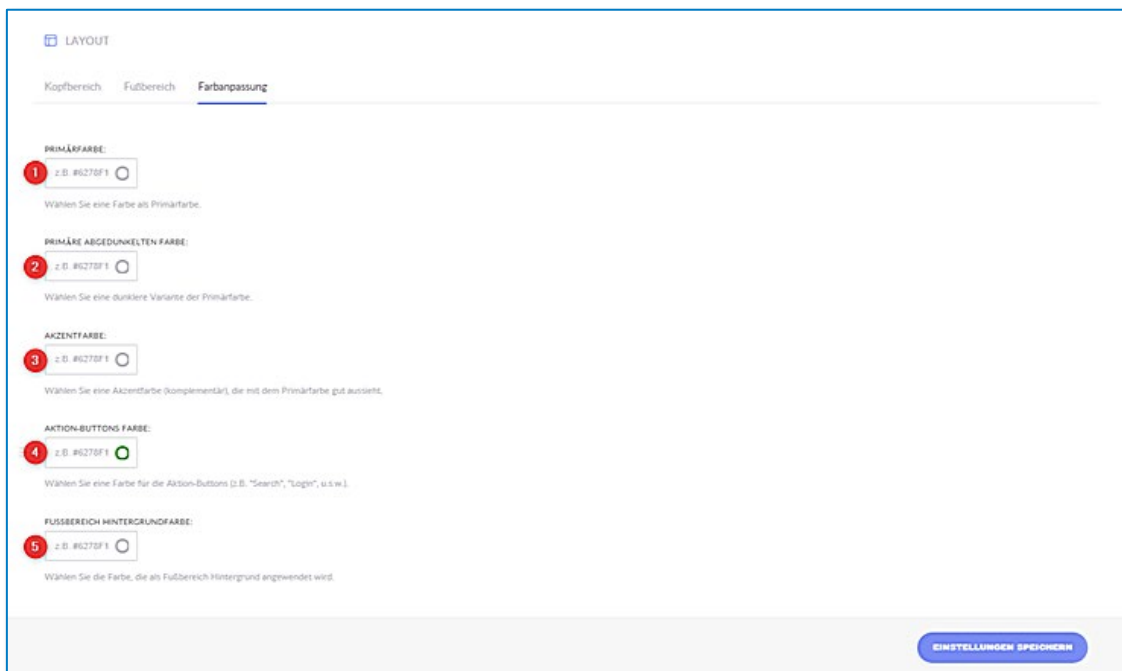 LAYOUT
Kopfbereich Fußbereich Farbanpassung
PRIMÄRFARBE:
1 z.B. #6278F1
Wählen Sie eine Farbe als Primärfarbe.
PRIMÄRE ABGEDUNKELTEN FARBE:
2 z.B. #6278F1
Wählen Sie eine dunklere Variante der Primärfarbe.
AKZENTFARBE:
3 z.B. #6278F1
Wählen Sie eine Akzentfarbe (komplementär), die mit dem Primärfarbe gut aussieht.
AKTION-BUTTONS FARBE:
4 z.B. #6278F1
Wählen Sie eine Farbe für die Aktion-Buttons (z.B. "Search", "Login", u.s.w.).
FUSSBEREICH HINTERGRUNDFARBE:
5 z.B. #6278F1
Wählen Sie die Farbe, die als Fußbereich Hintergrund angewendet wird.
EINSTELLUNGEN SPEICHERN